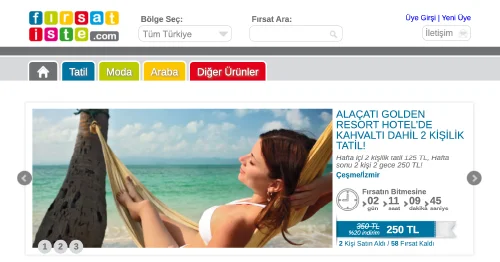 fırsat
iste.com
Bölge Seç:
Tüm Türkiye
Fırsat Ara:
Üye Girşi | Yeni Üye
İletişim
Tatil
Moda
Araba
Diğer Ürünler
ALAÇATI GOLDEN
RESORT HOTEL'DE
KAHVALTI DAHİL 2 KİŞİLİK
TATİL!
Hafta içi 2 kişilik tatil 125 TL, Hafta
sonu 2 kişi 2 gece 250 TL!
Çeşme/İzmir
Fırsatın Bitmesine
02 11 09 45
gün saat dakika saniye
350 TL
%20 indirim
250 TL
2 Kişi Satın Aldı / 58 Fırsat Kaldı
1 2 3